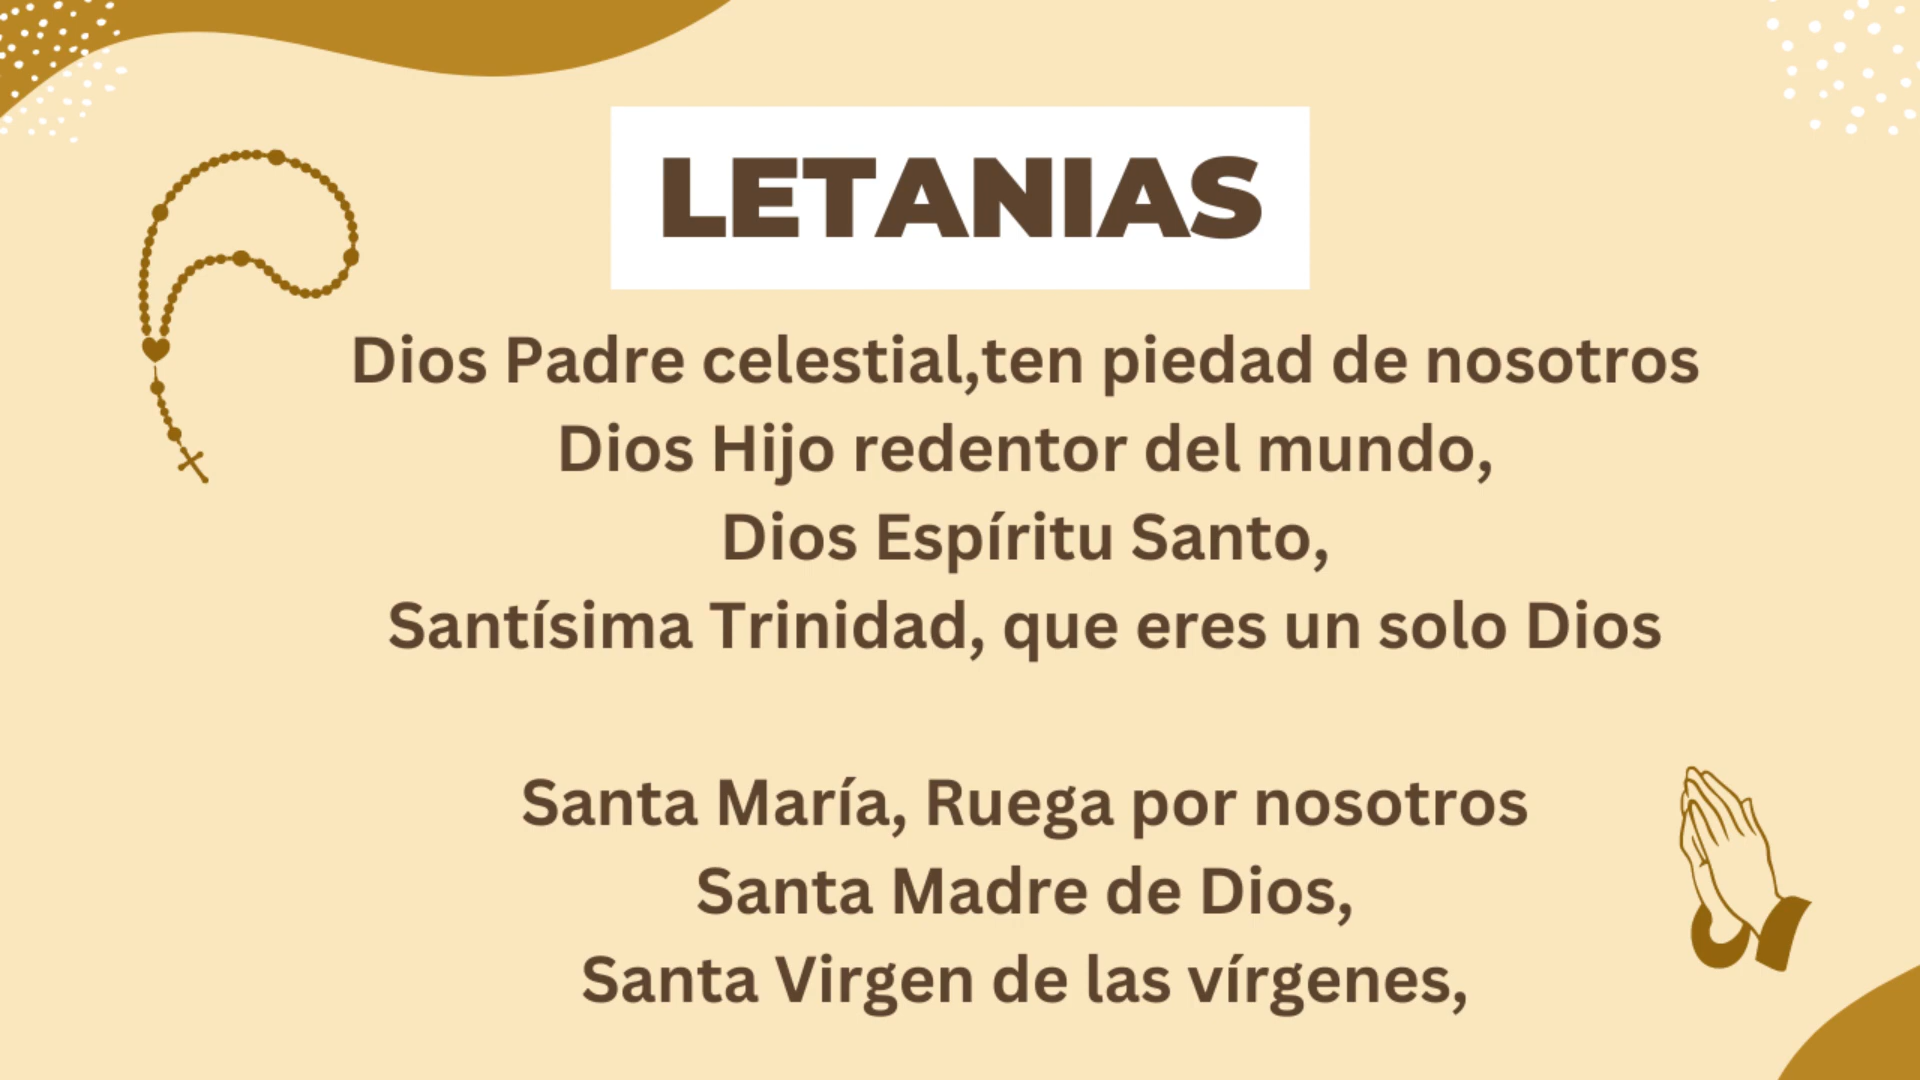 LETANIAS
Dios Padre celestial,ten piedad de nosotros
Dios Hijo redentor del mundo,
Dios Espíritu Santo,
Santísima Trinidad, que eres un solo Dios
Santa María, Ruega por nosotros
Santa Madre de Dios,
Santa Virgen de las vírgenes,